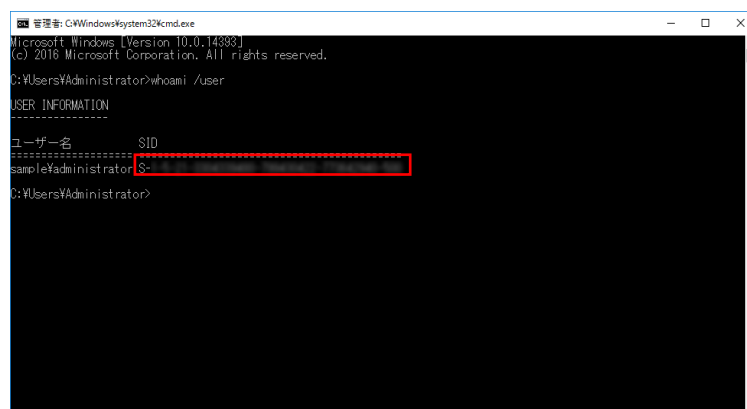 管理者: C:¥Windows¥system32¥cmd.exe
Microsoft Windows [Version 10.0.14393]
(c) 2016 Microsoft Corporation. All rights reserved.
C:¥Users¥Administrator>whoami /user
USER INFORMATION
----------------
ユーザー名 SID
==================== ============================================
sample¥administrator S-
C:¥Users¥Administrator>